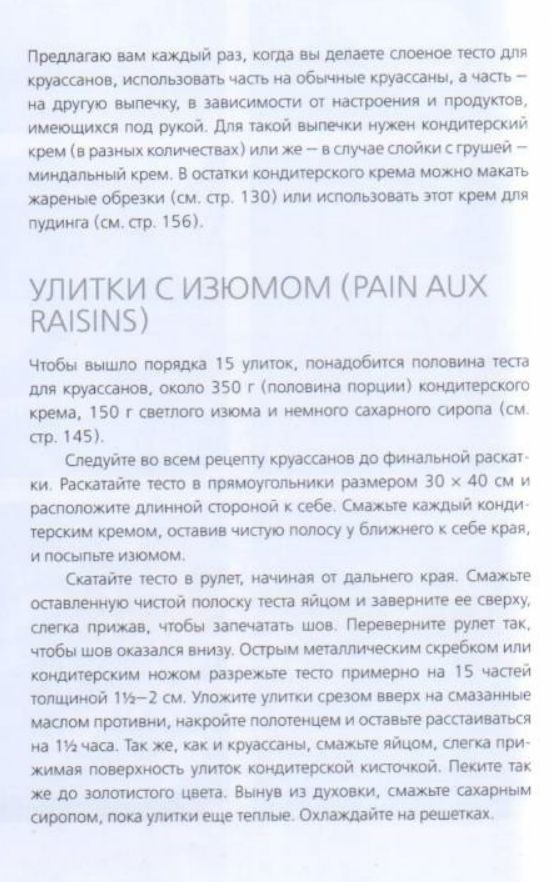 Предлагаю вам каждый раз, когда вы делаете слоеное тесто для
круассанов, использовать часть на обычные круассаны, а часть —
на другую выпечку, в зависимости от настроения и продуктов,
имеющихся под рукой. Для такой выпечки нужен кондитерский
крем (в разных количествах) или же — в случае слойки с грушей —
миндальный крем. В остатки кондитерского крема можно макать
жареные обрезки (см. стр. 130) или использовать этот крем для
пудинга (см. стр. 156).
УЛИТКИ С ИЗЮМОМ (PAIN AUX
RAISINS)
Чтобы вышло порядка 15 улиток, понадобится половина теста
для круассанов, около 350 г (половина порции) кондитерского
крема, 150 г светлого изюма и немного сахарного сиропа (см.
стр. 145).
Следуйте во всем рецепту круассанов до финальной раскат-
ки. Раскатайте тесто в прямоугольники размером 30 × 40 см и
расположите длинной стороной к себе. Смажьте каждый конди-
терским кремом, оставив чистую полосу у ближнего к себе края,
и посыпьте изюмом.
Скатайте тесто в рулет, начиная от дальнего края. Смажьте
оставленную чистой полоску теста яйцом и заверните ее сверху,
слегка прижав, чтобы запечатать шов. Переверните рулет так,
чтобы шов оказался внизу. Острым металлическим скребком или
кондитерским ножом разрежьте тесто примерно на 15 частей
толщиной 1½—2 см. Уложите улитки срезом вверх на смазанные
маслом противни, накройте полотенцем и оставьте расстаиваться
на 1½ часа. Так же, как и круассаны, смажьте яйцом, слегка при-
жимая поверхность улиток кондитерской кисточкой. Пеките так
же до золотистого цвета. Вынув из духовки, смажьте сахарным
сиропом, пока улитки еще теплые. Охлаждайте на решетках.